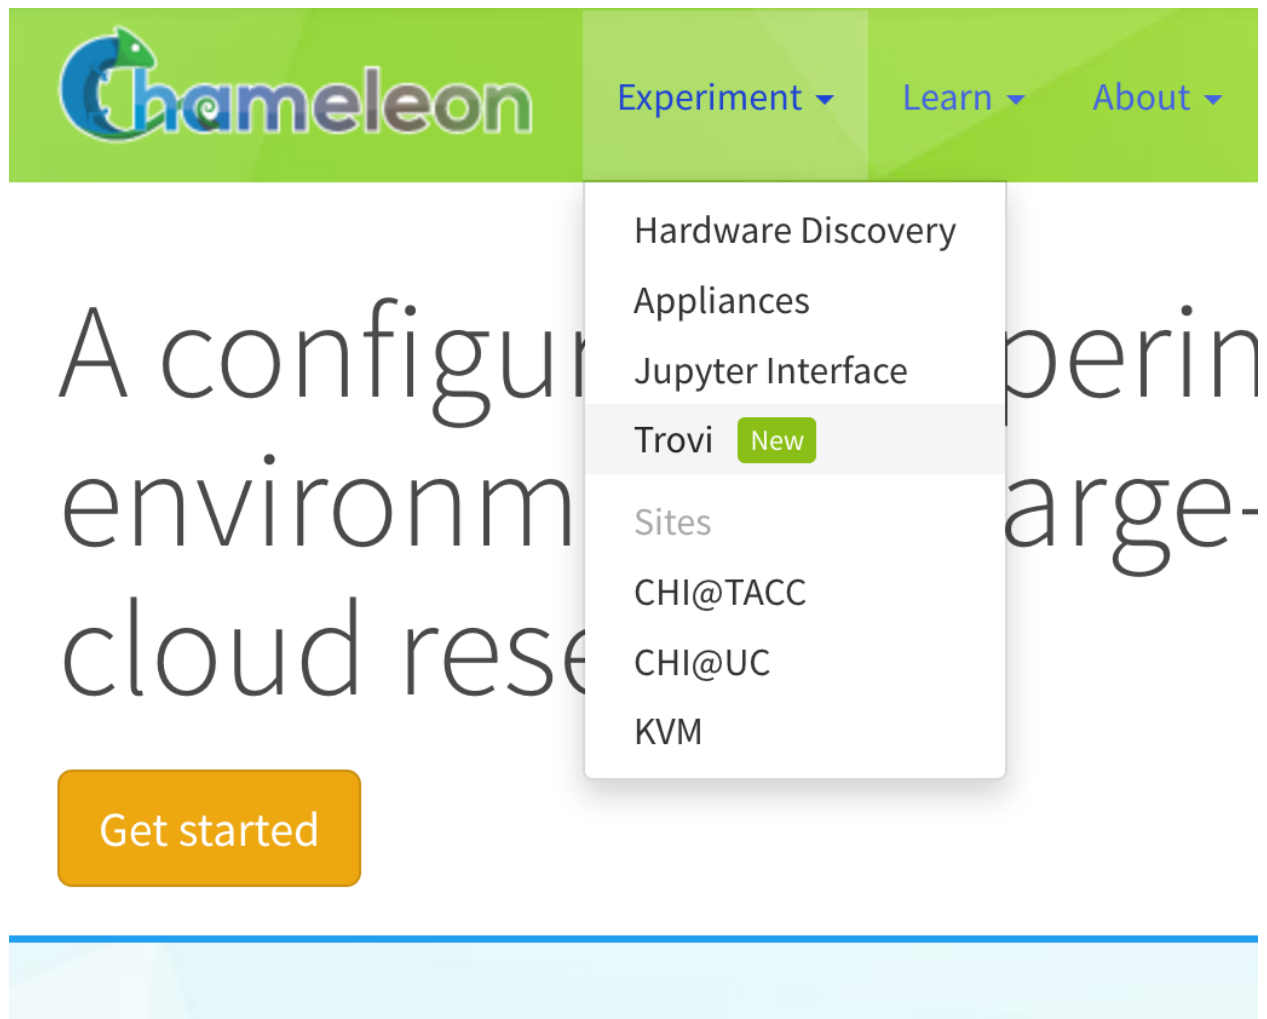 Chameleon
Experiment
Learn
About
Hardware Discovery
Appliances
Jupyter Interface
Trovi New
Sites
CHI@TACC
CHI@UC
KVM
A configur perim
environm arge-
cloud rese
Get started